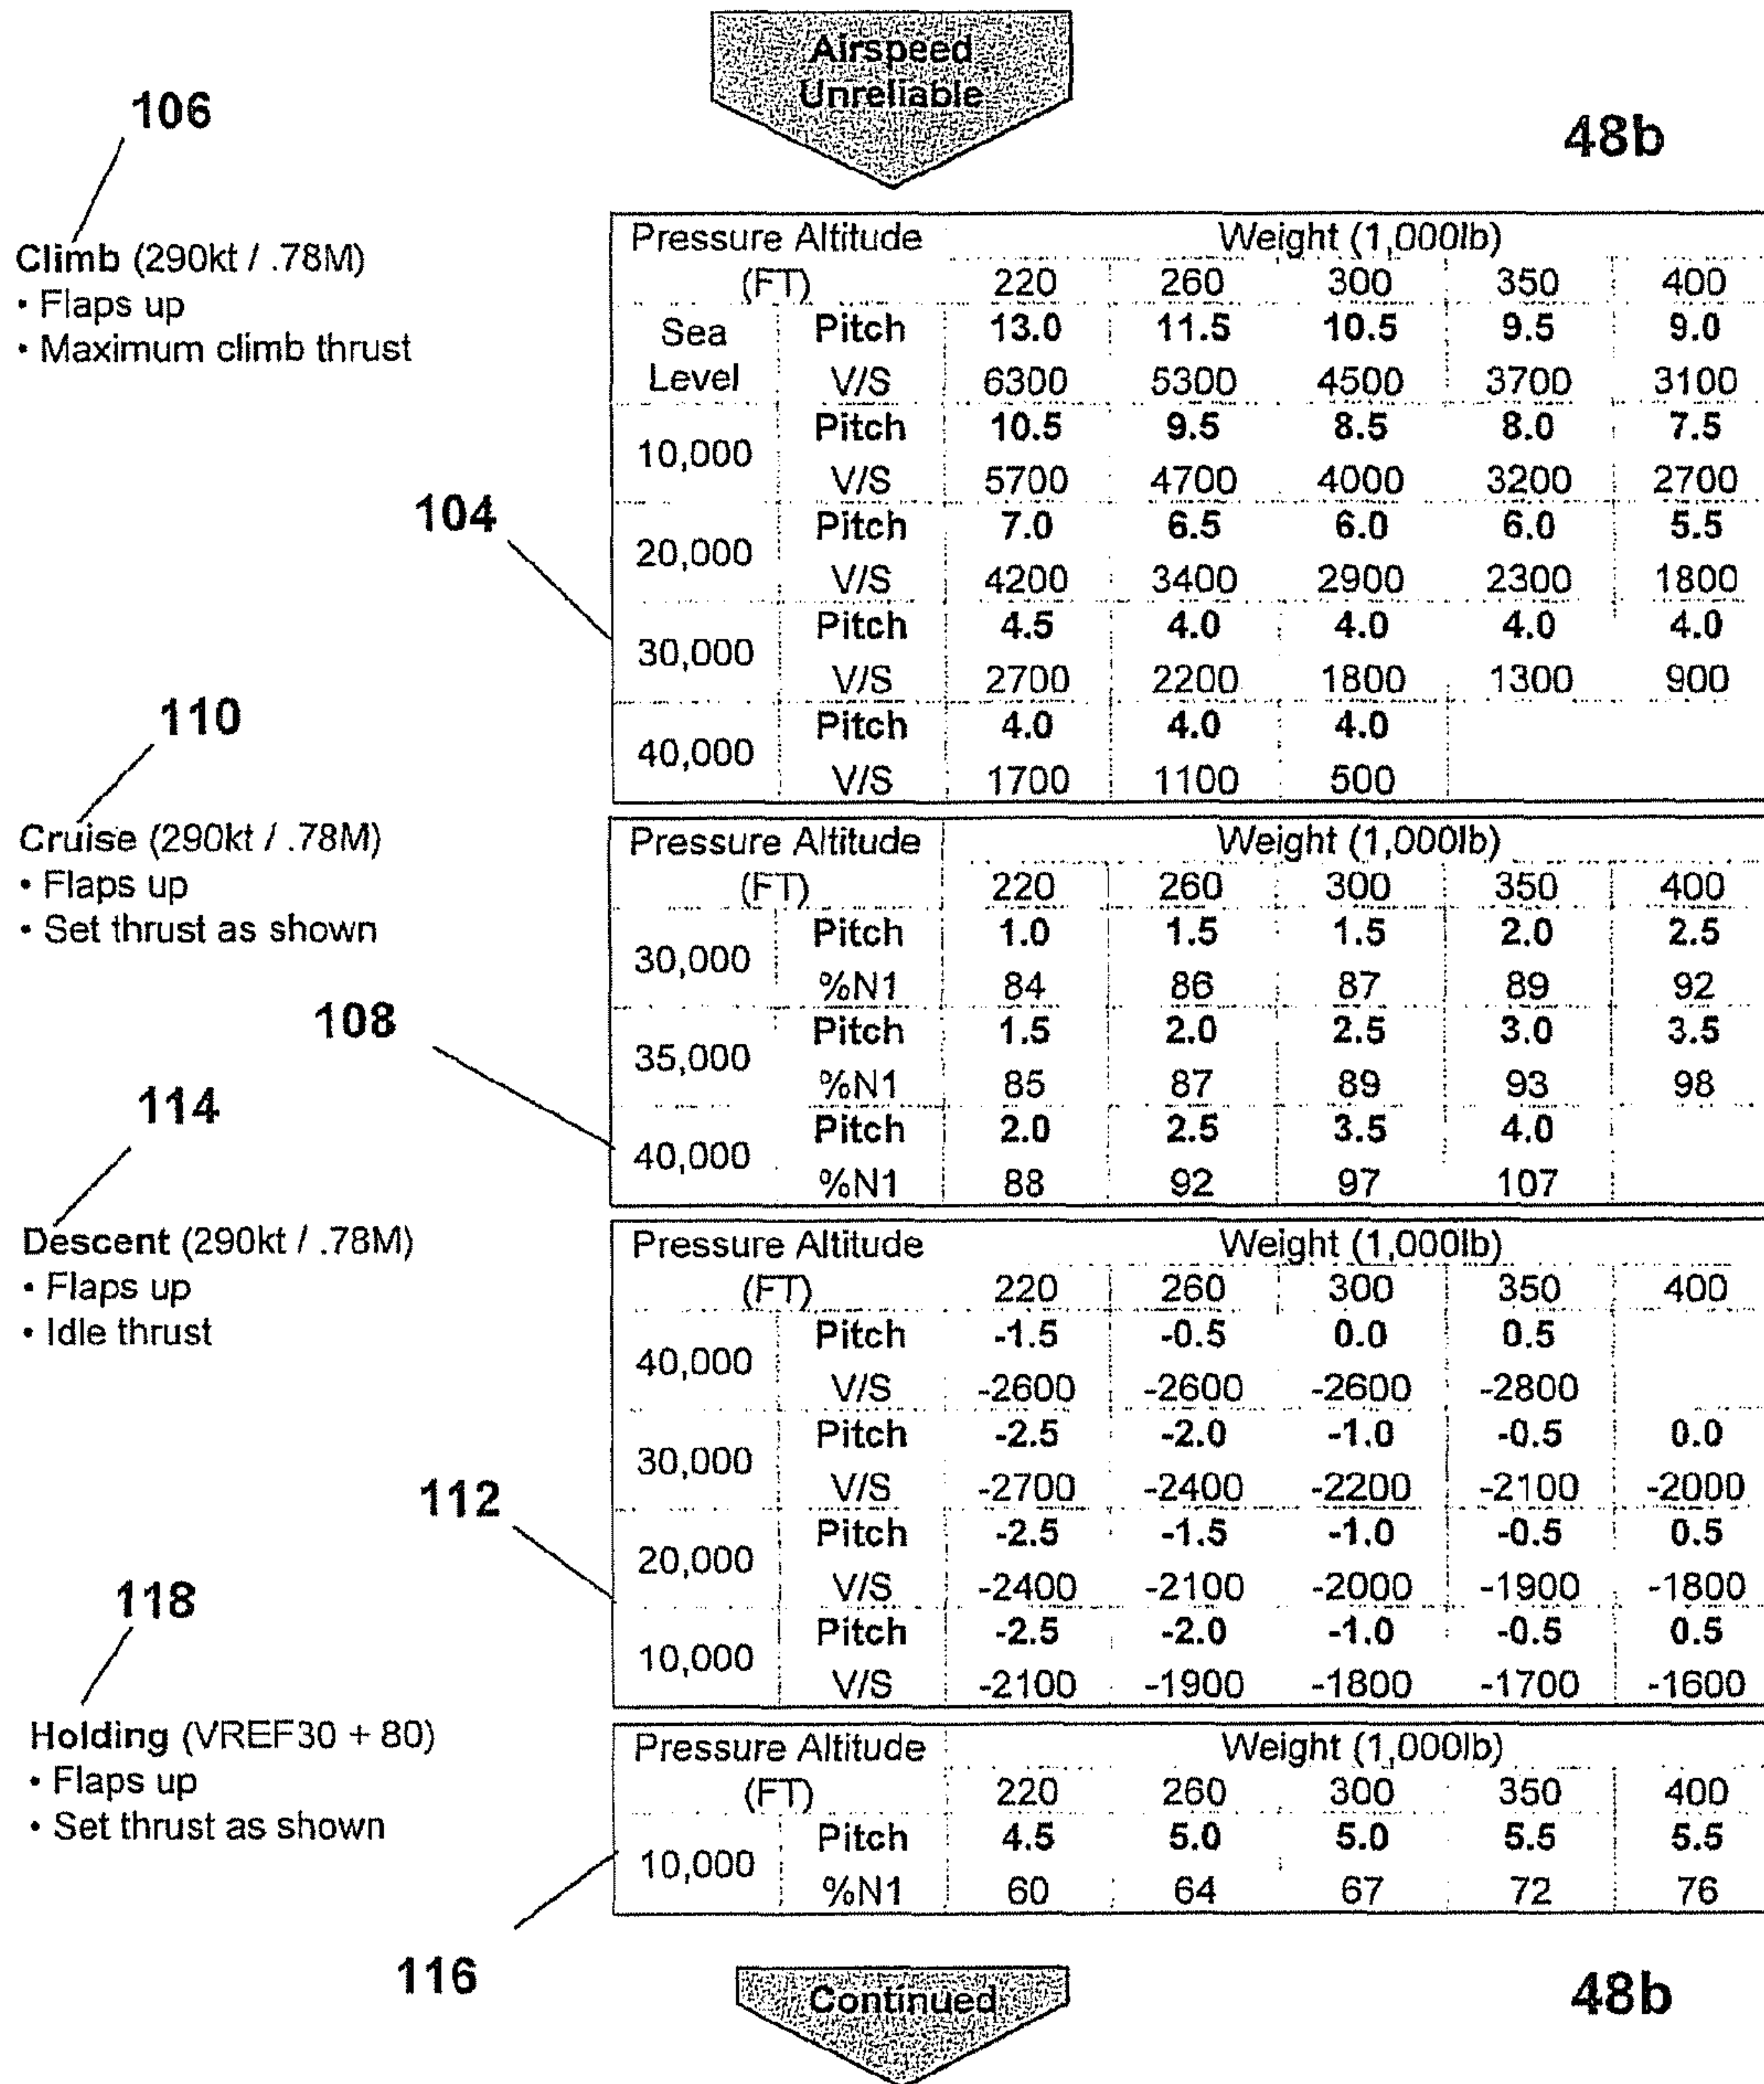 Airspeed
Unreliable
106
48b
Climb (290kt / .78M)
• Flaps up
• Maximum climb thrust
104
Pressure Altitude Weight (1,000lb)
(FT) 220 260 300 350 400
Sea Pitch 13.0 11.5 10.5 9.5 9.0
Level V/S 6300 5300 4500 3700 3100
10,000 Pitch 10.5 9.5 8.5 8.0 7.5
V/S 5700 4700 4000 3200 2700
20,000 Pitch 7.0 6.5 6.0 6.0 5.5
V/S 4200 3400 2900 2300 1800
30,000 Pitch 4.5 4.0 4.0 4.0 4.0
V/S 2700 2200 1800 1300 900
40,000 Pitch 4.0 4.0 4.0
V/S 1700 1100 500
110
Cruise (290kt / .78M)
• Flaps up
• Set thrust as shown
108
Pressure Altitude Weight (1,000lb)
(FT) 220 260 300 350 400
30,000 Pitch 1.0 1.5 1.5 2.0 2.5
%N1 84 86 87 89 92
35,000 Pitch 1.5 2.0 2.5 3.0 3.5
%N1 85 87 89 93 98
40,000 Pitch 2.0 2.5 3.5 4.0
%N1 88 92 97 107
114
Descent (290kt / .78M)
• Flaps up
• Idle thrust
112
Pressure Altitude Weight (1,000lb)
(FT) 220 260 300 350 400
40,000 Pitch -1.5 -0.5 0.0 0.5
V/S -2600 -2600 -2600 -2800
30,000 Pitch -2.5 -2.0 -1.0 -0.5 0.0
V/S -2700 -2400 -2200 -2100 -2000
20,000 Pitch -2.5 -1.5 -1.0 -0.5 0.5
V/S -2400 -2100 -2000 -1900 -1800
10,000 Pitch -2.5 -2.0 -1.0 -0.5 0.5
V/S -2100 -1900 -1800 -1700 -1600
118
Holding (VREF30 + 80)
• Flaps up
• Set thrust as shown
116
Pressure Altitude Weight (1,000lb)
(FT) 220 260 300 350 400
10,000 Pitch 4.5 5.0 5.0 5.5 5.5
%N1 60 64 67 72 76
Continued
48b